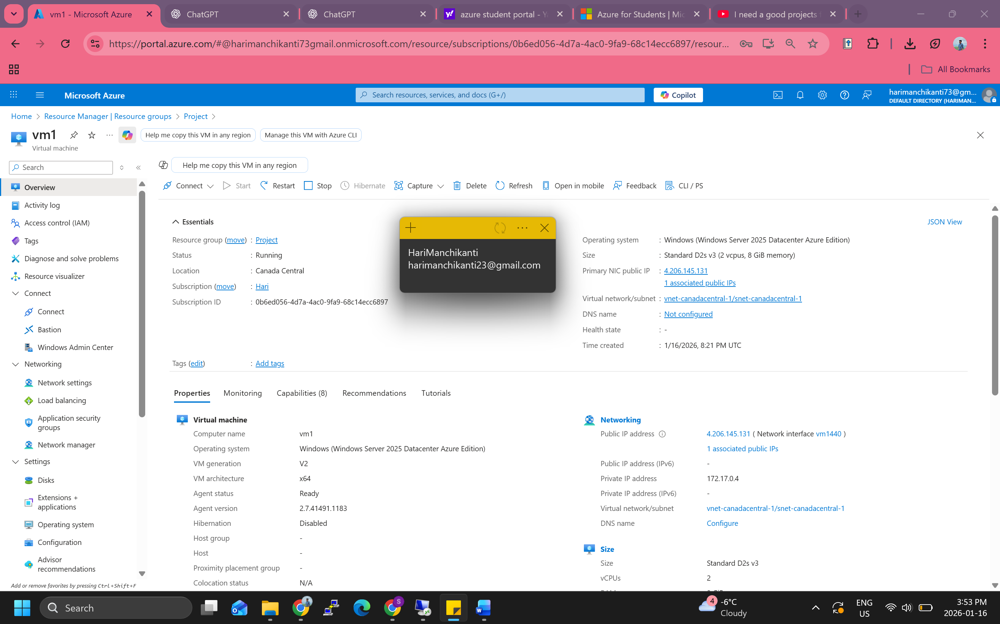 vm1 - Microsoft Azure
ChatGPT
ChatGPT
azure student portal - Ya
Azure for Students | Mic
I need a good projects
https://portal.azure.com/#@harimanchikanti73gmail.onmicrosoft.com/resource/subscriptions/0b6ed056-4d7a-4ac0-9fa9-68c14ecc6897/resour...
All Bookmarks
Microsoft Azure
Search resources, services, and docs (G+/)
Copilot
harimanchikanti73@gm...
DEFAULT DIRECTORY (HARIMAN...
Home > Resource Manager | Resource groups > Project >
vm1
Help me copy this VM in any region
Manage this VM with Azure CLI
Virtual machine
Search
Help me copy this VM in any region
Connect
Start
Restart
Stop
Hibernate
Capture
Delete
Refresh
Open in mobile
Feedback
CLI / PS
Overview
Activity log
Access control (IAM)
Tags
Diagnose and solve problems
Resource visualizer
Connect
Connect
Bastion
Windows Admin Center
Networking
Network settings
Load balancing
Application security
groups
Network manager
Settings
Disks
Extensions +
applications
Operating system
Configuration
Advisor
recommendations
Add or remove favorites by pressing Ctrl+Shift+F
Essentials
JSON View
Resource group (move) : Project
Status : Running
Location : Canada Central
Subscription (move) : Hari
Subscription ID : 0b6ed056-4d7a-4ac0-9fa9-68c14ecc6897
Tags (edit) : Add tags
HariManchikanti
harimanchikanti23@gmail.com
Operating system : Windows (Windows Server 2025 Datacenter Azure Edition)
Size : Standard D2s v3 (2 vcpus, 8 GiB memory)
Primary NIC public IP : 4.206.145.131
1 associated public IPs
Virtual network/subnet : vnet-canadacentral-1/snet-canadacentral-1
DNS name : Not configured
Health state : -
Time created : 1/16/2026, 8:21 PM UTC
Properties
Monitoring
Capabilities (8)
Recommendations
Tutorials
Virtual machine
Computer name vm1
Operating system Windows (Windows Server 2025 Datacenter Azure Edition)
VM generation V2
VM architecture x64
Agent status Ready
Agent version 2.7.41491.1183
Hibernation Disabled
Host group -
Host -
Proximity placement group -
Colocation status N/A
Networking
Public IP address 4.206.145.131 ( Network interface vm1440 )
1 associated public IPs
Public IP address (IPv6) -
Private IP address 172.17.0.4
Private IP address (IPv6) -
Virtual network/subnet vnet-canadacentral-1/snet-canadacentral-1
DNS name Configure
Size
Size Standard D2s v3
vCPUs 2
Search
S
4
-6°C
Cloudy
ENG
US
3:53 PM
2026-01-16